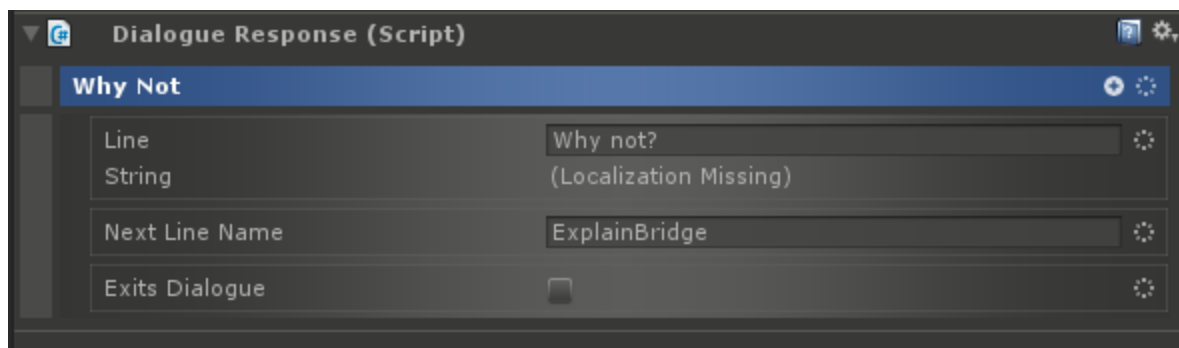 Dialogue Response (Script)
Why Not
Line Why not?
String (Localization Missing)
Next Line Name ExplainBridge
Exits Dialogue